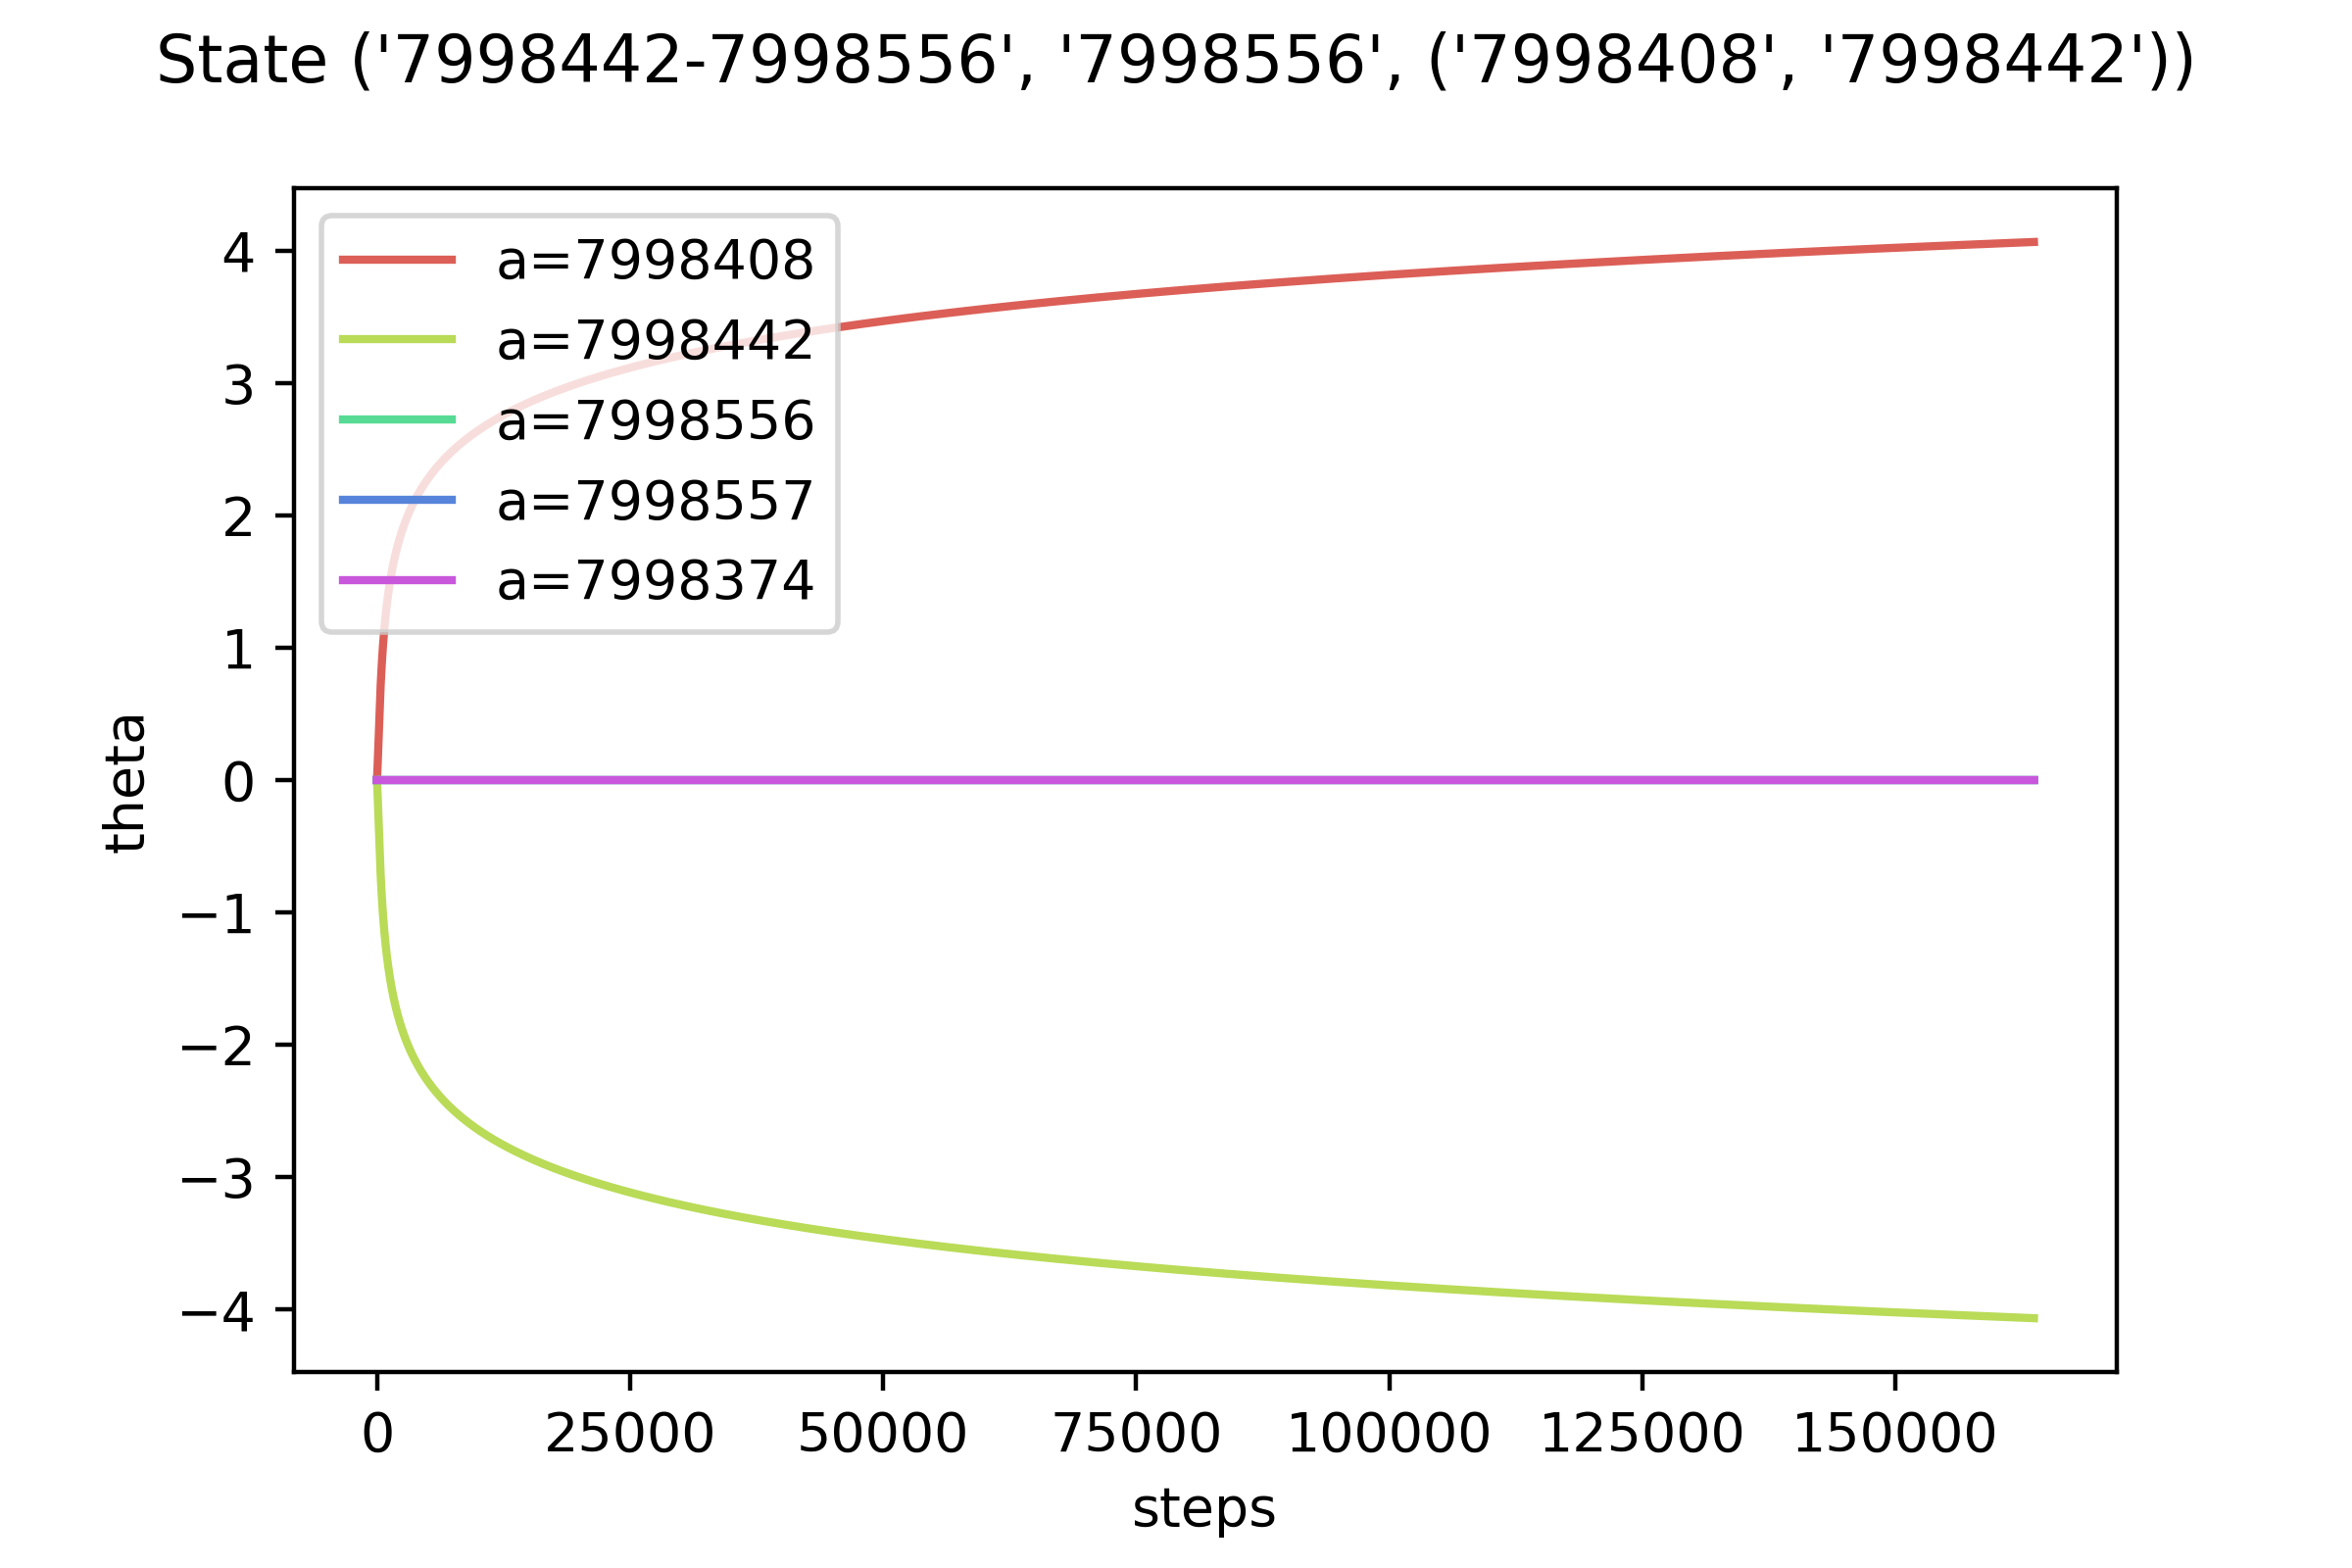 State ('7998442-7998556', '7998556', ('7998408', '7998442'))
a=7998408
a=7998442
a=7998556
a=7998557
a=7998374
4
3
2
1
0
−1
−2
−3
−4
theta
0 25000 50000 75000 100000 125000 150000
steps